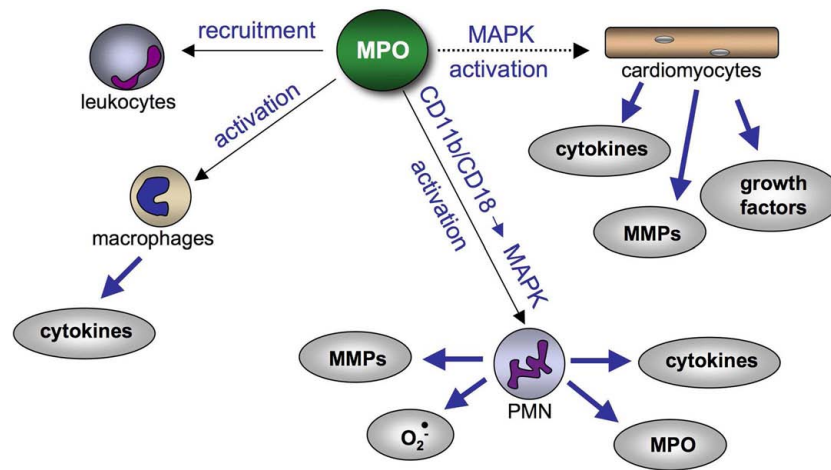 recruitment
MPO
MAPK
activation
leukocytes
cardiomyocytes
activation
CD11b/CD18 → MAPK
activation
macrophages
cytokines
growth
factors
MMPs
cytokines
MMPs
cytokines
PMN
O₂•-
MPO